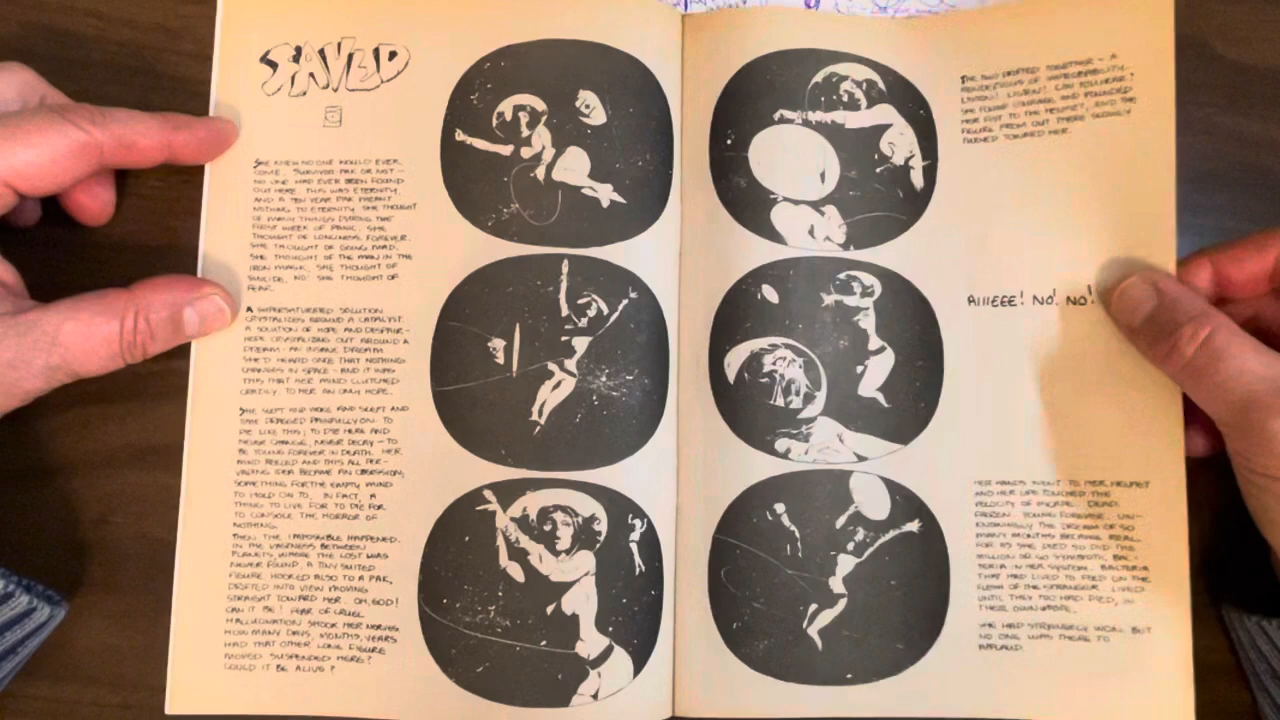 SAVED
SHE KNEW NO ONE WOULD EVER
COME. SURVIVOR PAK OR NOT—
NO ONE HAD EVER BEEN FOUND
OUT HERE. THIS WAS ETERNITY,
AND A TEN YEAR PAK MEANT
NOTHING TO ETERNITY. SHE THOUGHT
OF MANY THINGS DURING THE
FIRST WEEK OF PANIC. SHE
THOUGHT OF LONLINESS. FOREVER.
SHE THOUGHT OF GOING MAD.
SHE THOUGHT OF THE MAN IN THE
IRON MASK. SHE THOUGHT OF
SUICIDE. NO! SHE THOUGHT OF
FEAR.
A SUPERSATURATED SOLUTION
CRYSTALIZES AROUND A CATALYST.
A SOLUTION OF HOPE AND DESPAIR—
HOPE CRYSTALIZING OUT AROUND A
DREAM—AN INSANE DREAM.
SHE'D HEARD ONCE THAT NOTHING
CHANGES IN SPACE—AND IT WAS
THIS THAT HER MIND CLUTCHED
CRAZILY. TO HER AN ONLY HOPE.
SHE SLEPT AND WOKE AND SLEPT AND
TIME DRAGGED PAINFULLY ON. TO
DIE LIKE THIS; TO DIE HERE AND
NEVER CHANGE, NEVER DECAY—TO
BE YOUNG FOREVER IN DEATH. HER
MIND REELED AND THIS ALL PER-
VADING IDEA BECAME AN OBSESSION;
SOMETHING FOR THE EMPTY MIND
TO HOLD ON TO, IN FACT, A
THING TO LIVE FOR TO DIE FOR
TO CONSOLE THE HORROR OF
NOTHING.
THEN THE IMPOSSIBLE HAPPENED.
IN THE VASTNESS BETWEEN
PLANETS, WHERE THE LOST WAS
NEVER FOUND, A TINY SUITED
FIGURE HOOKED ALSO TO A PAK,
DRIFTED INTO VIEW MOVING
STRAIGHT TOWARD HER. OH, GOD!
CAN IT BE! FEAR OF CRUEL
HALLUCINATION SHOOK HER NERVES.
HOW MANY DAYS, MONTHS, YEARS
HAD THAT OTHER LONE FIGURE
MOVED SUSPENDED HERE?
COULD IT BE ALIVE?
THE TWO DRIFTED TOGETHER—A
RENDEZVOUS OF IMPROBABILITY.
LISTEN! LISTEN! CAN YOU HEAR?
SHE FOUND COURAGE AND POUNDED
HER FIST TO THE HELMET, AND THE
FIGURE FROM OUT THERE SLOWLY
TURNED TOWARD HER.
AIIIEEE! NO! NO!
HER HANDS WENT TO HER HELMET
AND HER LIPS TOUCHED THE
VELOCITY OF DEAD.
FROZEN. YOUNG FOREVER. UN-
KNOWINGLY THE DREAM OF SO
MANY MONTHS BECAME REAL.
FOR AS SHE DIED SO DID THE
MILLION OR SO SYMBIOTIC BAC-
TERIA IN HER SYSTEM. BACTERIA
THAT HAD LIVED TO FEED ON THE
FLESH OF THE STRANGER LIVED
UNTIL THEY TOO HAD DIED, IN
THEIR OWN
SHE HAD STRANGELY WON BUT
NO ONE WAS THERE TO
APPLAUD.